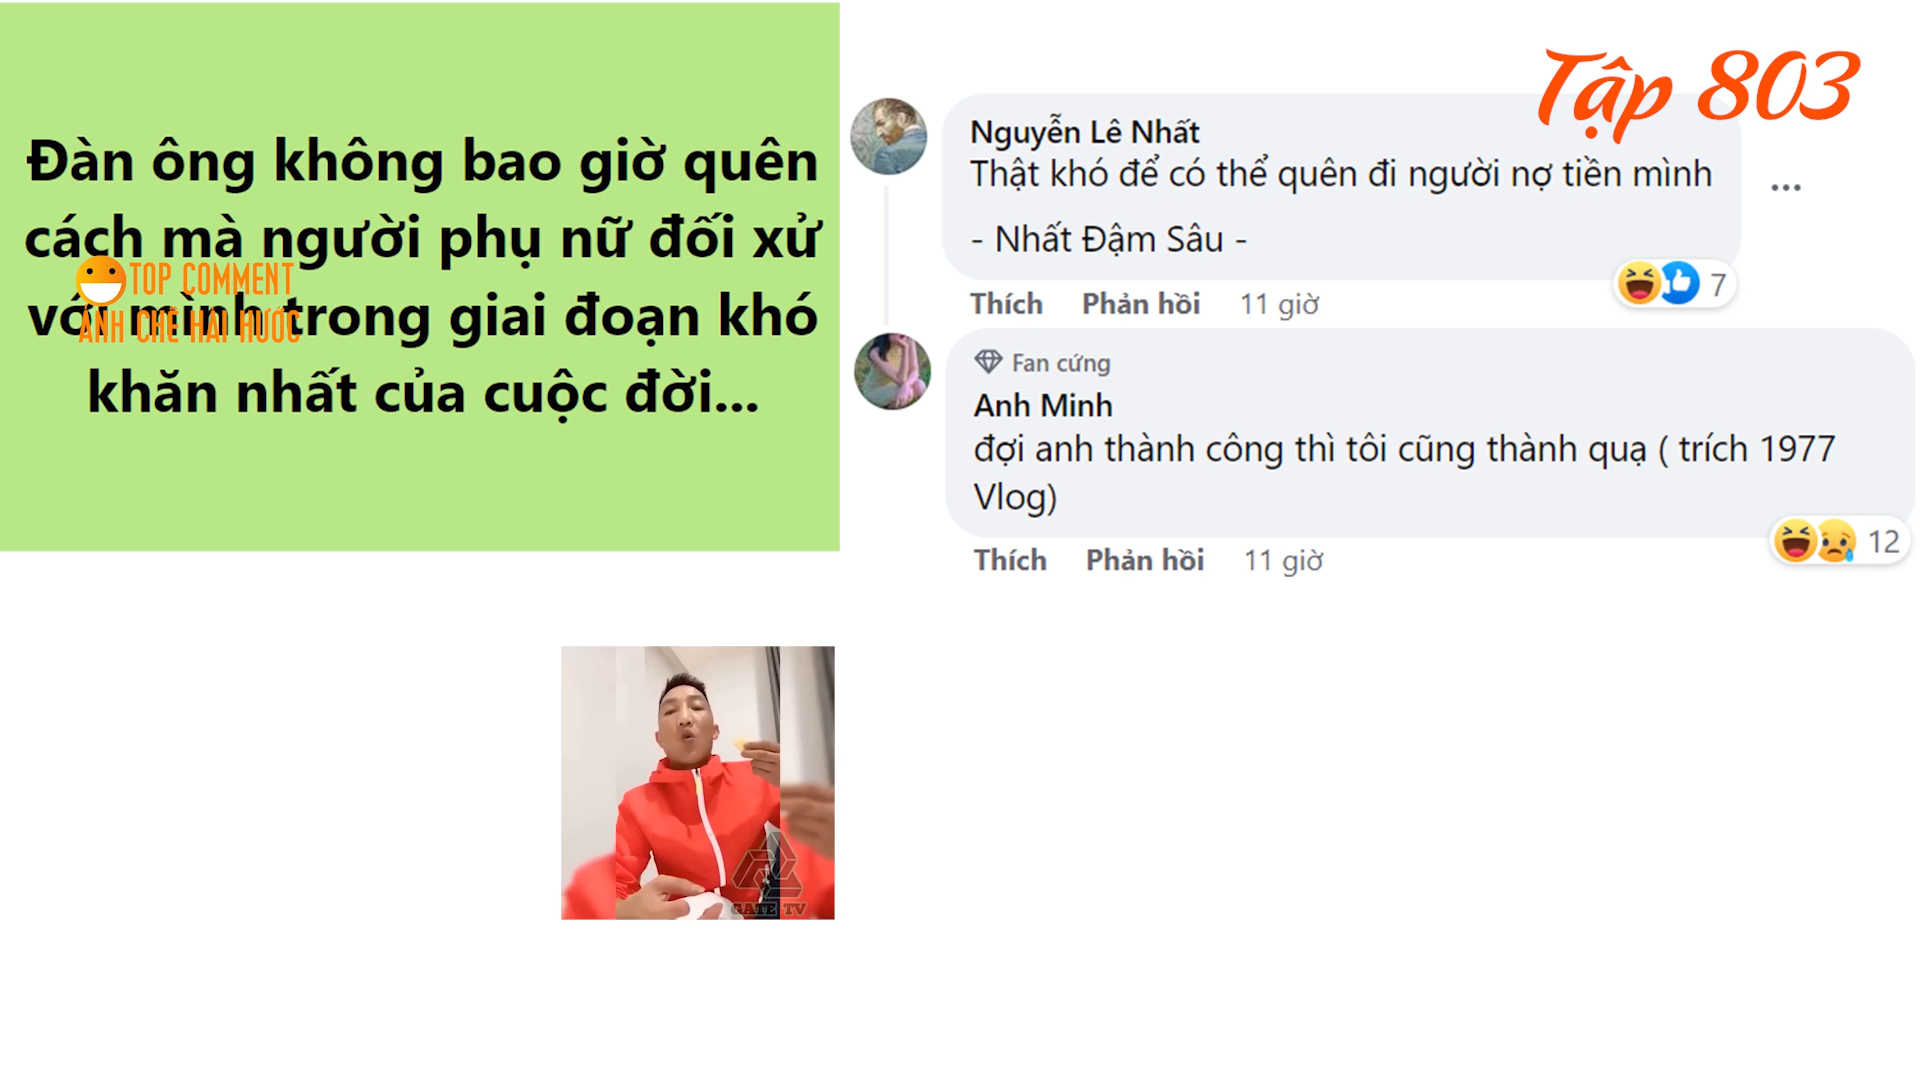 Đàn ông không bao giờ quên
cách mà người phụ nữ đối xử
với mình trong giai đoạn khó
khăn nhất của cuộc đời...
TOP COMMENT
ẢNH CHẾ HÀI HƯỚC
Tập 803
Nguyễn Lê Nhất
Thật khó để có thể quên đi người nợ tiền mình
- Nhất Đậm Sâu -
7
Thích Phản hồi 11 giờ
Fan cứng
Anh Minh
đợi anh thành công thì tôi cũng thành quạ ( trích 1977
Vlog)
12
Thích Phản hồi 11 giờ
GATE TV